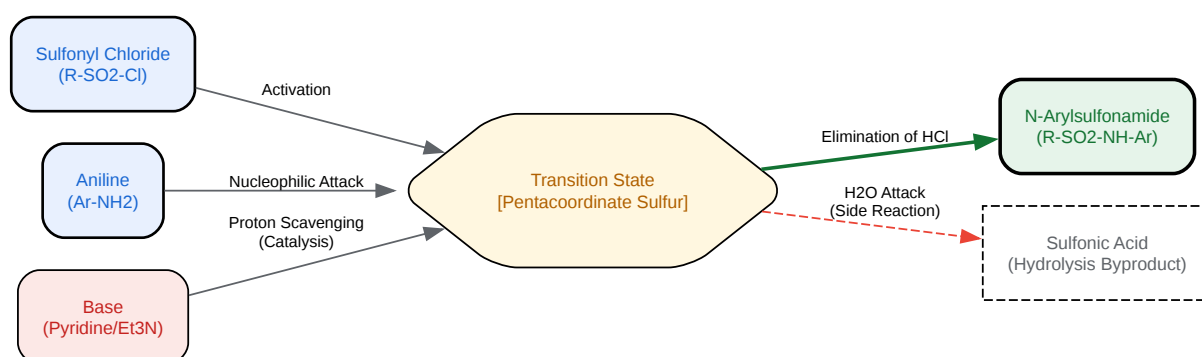 Sulfonyl Chloride
(R-SO2-Cl)
Activation
Aniline
(Ar-NH2)
Nucleophilic Attack
Base
(Pyridine/Et3N)
Proton Scavenging
(Catalysis)
Transition State
[Pentacoordinate Sulfur]
Elimination of HCl
N-Arylsulfonamide
(R-SO2-NH-Ar)
H2O Attack
(Side Reaction)
Sulfonic Acid
(Hydrolysis Byproduct)